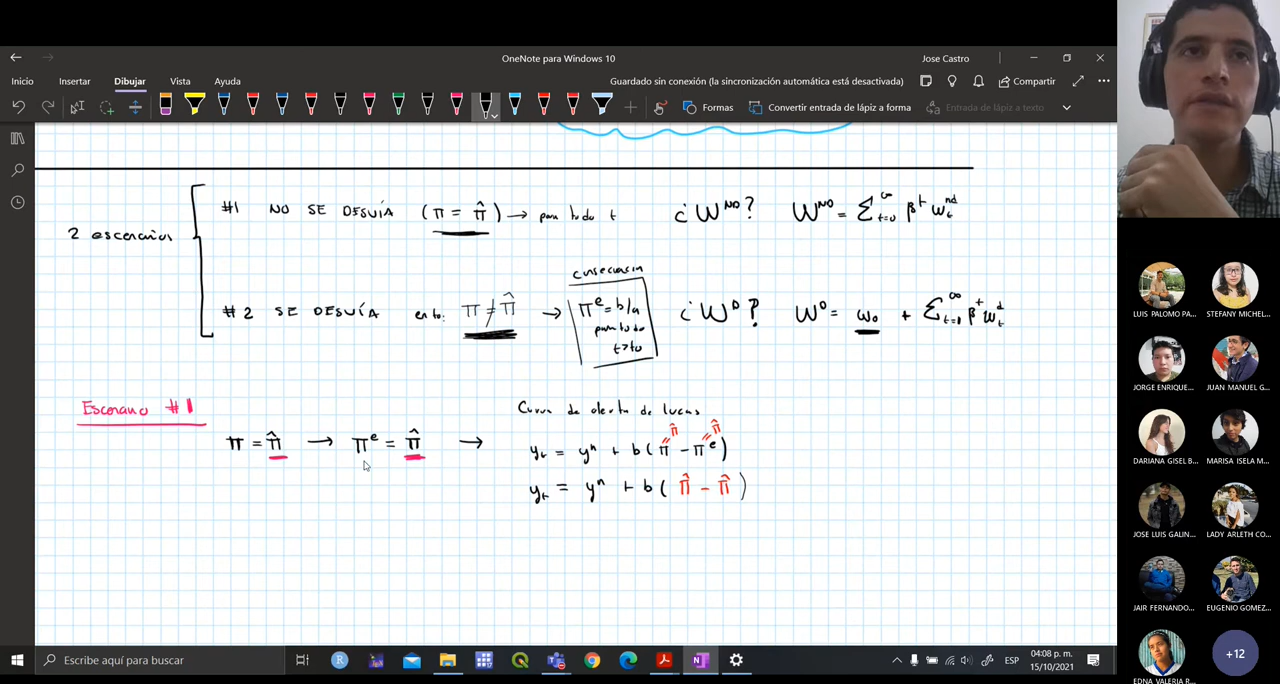 OneNote para Windows 10
Jose Castro
Inicio Insertar Dibujar Vista Ayuda
Guardado sin conexión (la sincronización automática está desactivada)
Compartir
Formas
Convertir entrada de lápiz a forma
Entrada de lápiz a texto
2 escenarios
#1 NO SE DESVÍA (π = π̂) → para todo t ¿W^ND? W^ND = Σ_{t=0}^∞ β^t w_t^nd
consecuencia
#2 SE DESVÍA en t₀: π ≠ π̂ → π^e = b/a para todo t>t₀ ¿W^D? W^D = w₀ + Σ_{t=1}^∞ β^t w_t^d
Escenario #1
Curva de oferta de Lucas
π = π̂ → π^e = π̂ → y_t = y^n + b(π - π^e)
π̂ π̂
y_t = y^n + b(π̂ - π̂)
LUIS PALOMO PA...
STEFANY MICHEL...
JORGE ENRIQUE...
JUAN MANUEL G...
DARIANA GISEL B...
MARISA ISELA M...
JOSE LUIS GALIN...
LADY ARLETH CO...
JAIR FERNANDO...
EUGENIO GOMEZ...
EDNA VALERIA R...
+12
Escribe aquí para buscar
ESP
04:08 p. m.
15/10/2021